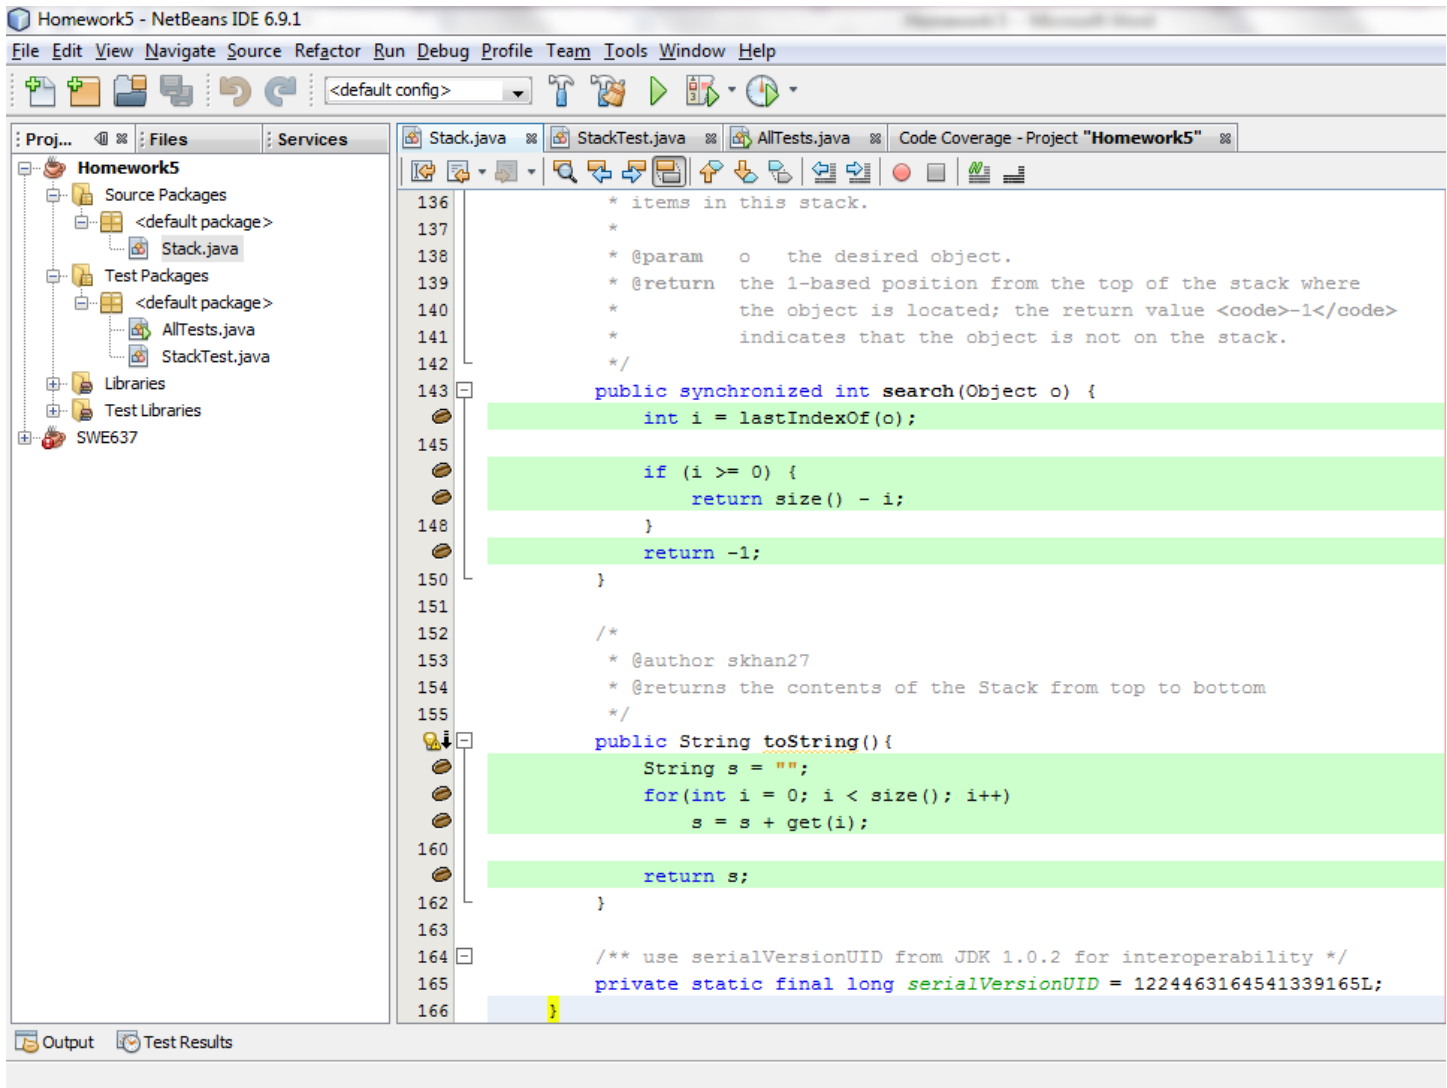 Homework5 - NetBeans IDE 6.9.1
File Edit View Navigate Source Refactor Run Debug Profile Team Tools Window Help
<default config>
Proj...
Files
Services
Stack.java
StackTest.java
AllTests.java
Code Coverage - Project "Homework5"
Homework5
Source Packages
<default package>
Stack.java
Test Packages
<default package>
AllTests.java
StackTest.java
Libraries
Test Libraries
SWE637
136 * items in this stack.
137 *
138 * @param o the desired object.
139 * @return the 1-based position from the top of the stack where
140 * the object is located; the return value <code>-1</code>
141 * indicates that the object is not on the stack.
142 */
143 public synchronized int search(Object o) {
int i = lastIndexOf(o);
145
if (i >= 0) {
return size() - i;
148 }
return -1;
150 }
151
152 /*
153 * @author skhan27
154 * @returns the contents of the Stack from top to bottom
155 */
public String toString(){
String s = "";
for(int i = 0; i < size(); i++)
s = s + get(i);
160
return s;
162 }
163
164 /** use serialVersionUID from JDK 1.0.2 for interoperability */
165 private static final long serialVersionUID = 1224463164541339165L;
166 }
Output
Test Results